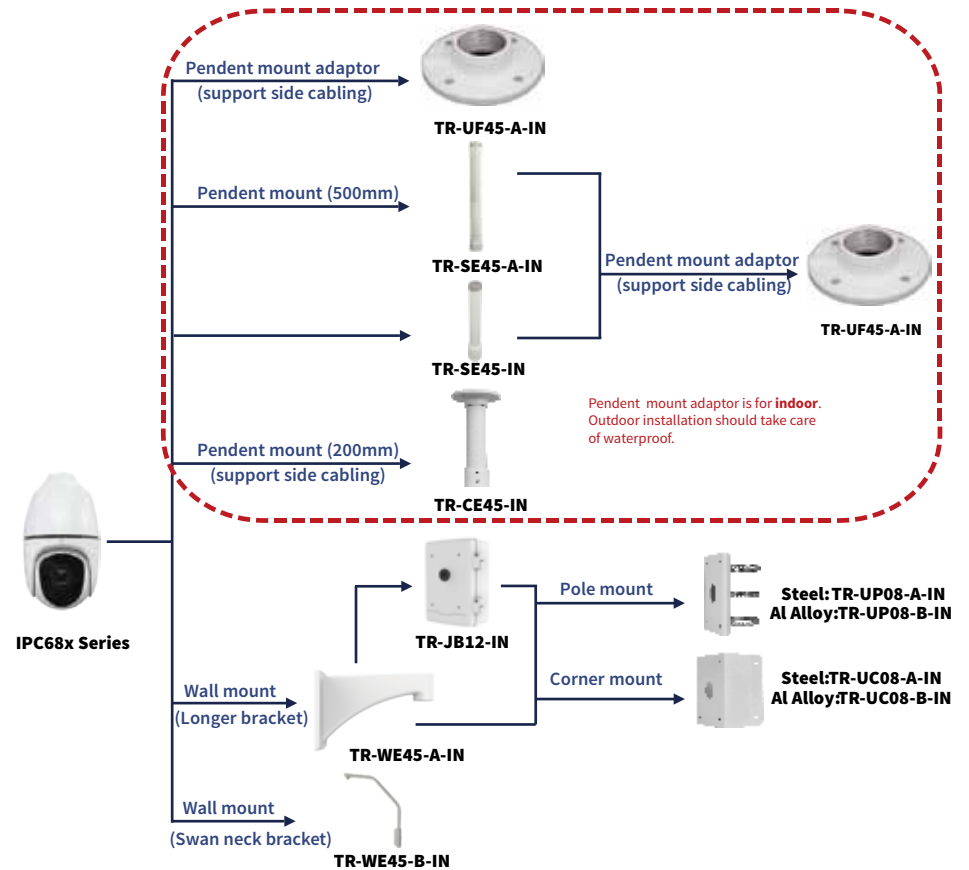 Pendent mount adaptor
(support side cabling)
TR-UF45-A-IN
Pendent mount (500mm)
TR-SE45-A-IN
Pendent mount adaptor
(support side cabling)
TR-UF45-A-IN
TR-SE45-IN
Pendent  mount adaptor is for indoor.
Outdoor installation should take care
of waterproof.
Pendent mount (200mm)
(support side cabling)
TR-CE45-IN
IPC68x Series
TR-JB12-IN
Pole mount
Steel: TR-UP08-A-IN
Al Alloy:TR-UP08-B-IN
Wall mount
(Longer bracket)
TR-WE45-A-IN
Corner mount
Steel:TR-UC08-A-IN
Al Alloy:TR-UC08-B-IN
Wall mount
(Swan neck bracket)
TR-WE45-B-IN